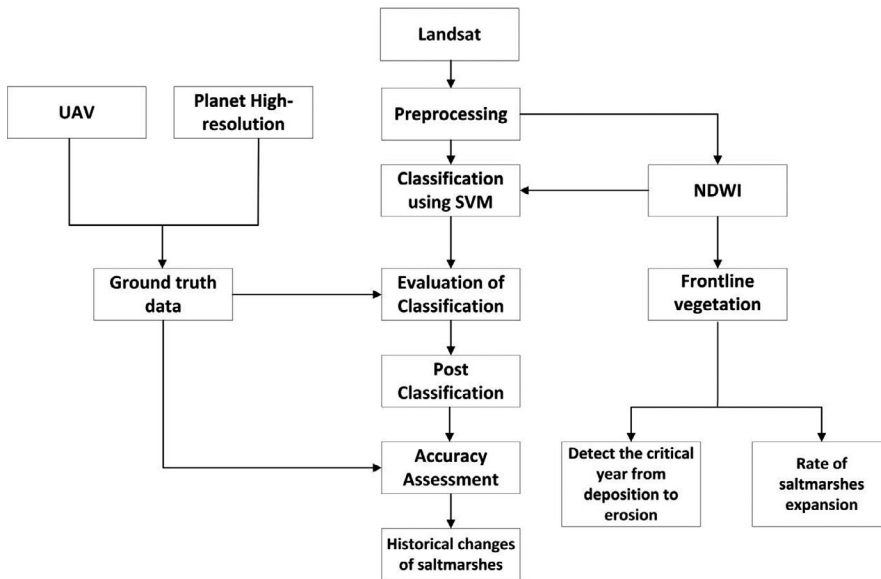 Landsat
UAV
Planet High-
resolution
Preprocessing
Classification
using SVM
NDWI
Ground truth
data
Evaluation of
Classification
Frontline
vegetation
Post
Classification
Accuracy
Assessment
Detect the critical
year from
deposition to
erosion
Rate of
saltmarshes
expansion
Historical changes
of saltmarshes